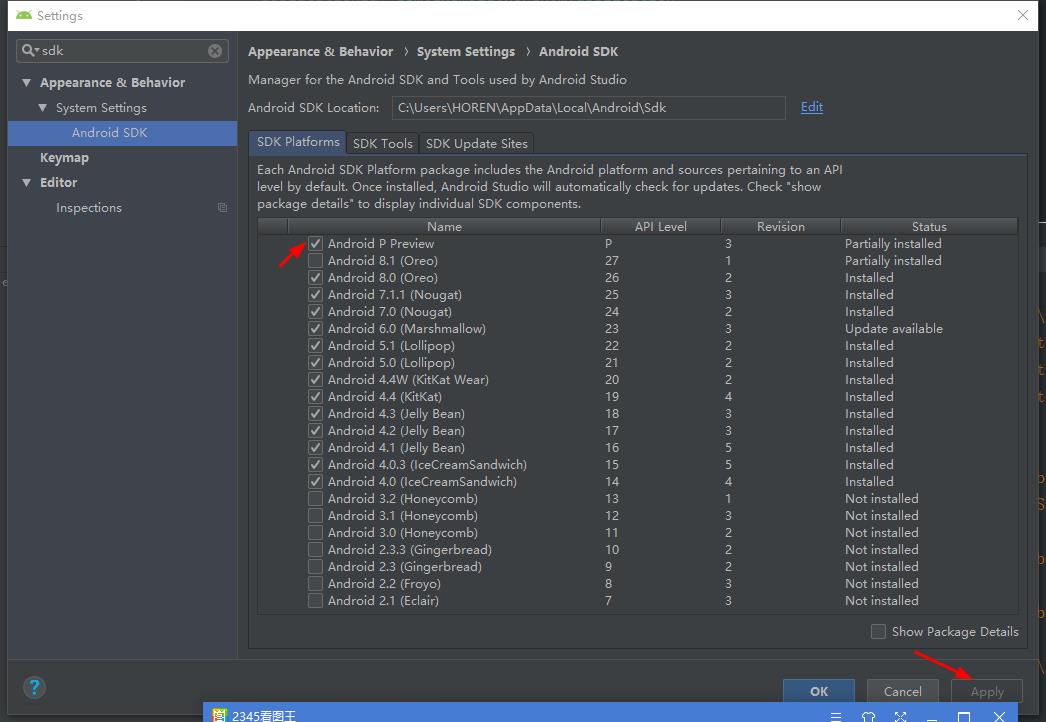 Settings
sdk
Appearance & Behavior
System Settings
Android SDK
Keymap
Editor
Inspections
Appearance & Behavior › System Settings › Android SDK
Manager for the Android SDK and Tools used by Android Studio
Android SDK Location: C:\Users\HOREN\AppData\Local\Android\Sdk Edit
SDK Platforms SDK Tools SDK Update Sites
Each Android SDK Platform package includes the Android platform and sources pertaining to an API
level by default. Once installed, Android Studio will automatically check for updates. Check "show
package details" to display individual SDK components.
Name API Level Revision Status
Android P Preview P 3 Partially installed
Android 8.1 (Oreo) 27 1 Partially installed
Android 8.0 (Oreo) 26 2 Installed
Android 7.1.1 (Nougat) 25 3 Installed
Android 7.0 (Nougat) 24 2 Installed
Android 6.0 (Marshmallow) 23 3 Update available
Android 5.1 (Lollipop) 22 2 Installed
Android 5.0 (Lollipop) 21 2 Installed
Android 4.4W (KitKat Wear) 20 2 Installed
Android 4.4 (KitKat) 19 4 Installed
Android 4.3 (Jelly Bean) 18 3 Installed
Android 4.2 (Jelly Bean) 17 3 Installed
Android 4.1 (Jelly Bean) 16 5 Installed
Android 4.0.3 (IceCreamSandwich) 15 5 Installed
Android 4.0 (IceCreamSandwich) 14 4 Installed
Android 3.2 (Honeycomb) 13 1 Not installed
Android 3.1 (Honeycomb) 12 3 Not installed
Android 3.0 (Honeycomb) 11 2 Not installed
Android 2.3.3 (Gingerbread) 10 2 Not installed
Android 2.3 (Gingerbread) 9 2 Not installed
Android 2.2 (Froyo) 8 3 Not installed
Android 2.1 (Eclair) 7 3 Not installed
Show Package Details
? OK Cancel Apply
2345看图王